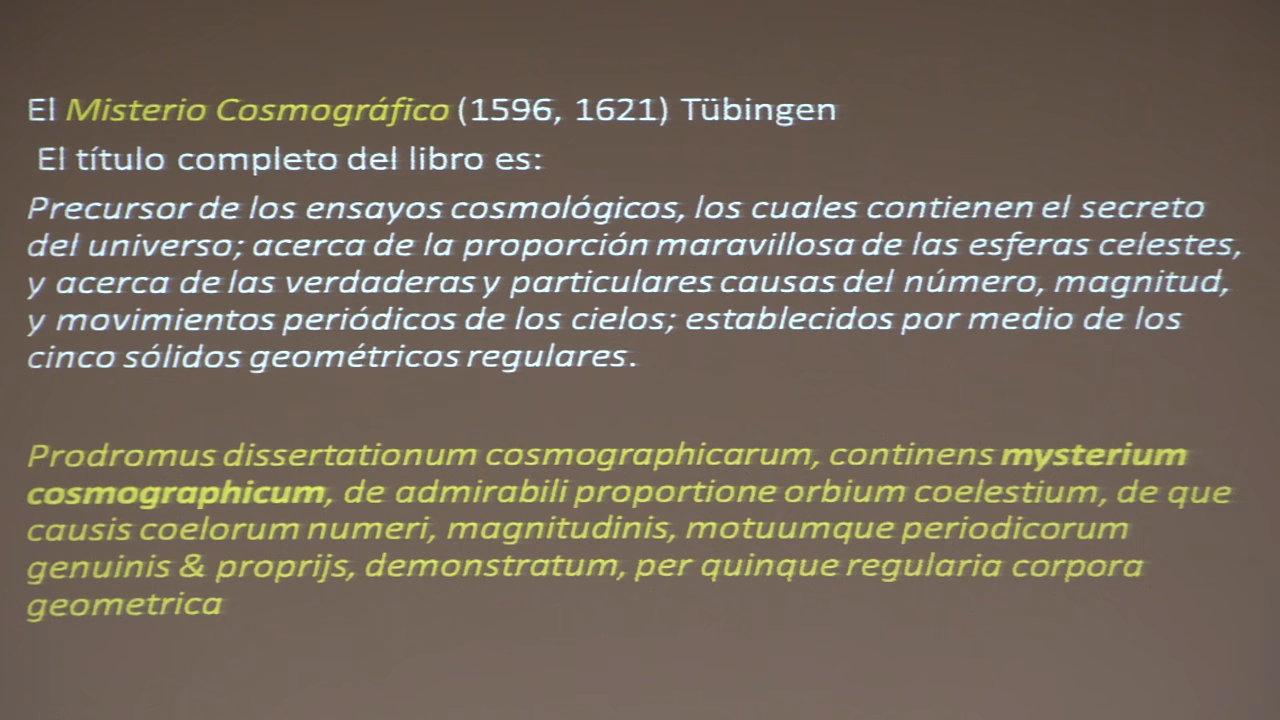 El Misterio Cosmográfico (1596, 1621) Tübingen
El título completo del libro es:
Precursor de los ensayos cosmológicos, los cuales contienen el secreto
del universo; acerca de la proporción maravillosa de las esferas celestes,
y acerca de las verdaderas y particulares causas del número, magnitud,
y movimientos periódicos de los cielos; establecidos por medio de los
cinco sólidos geométricos regulares.
Prodromus dissertationum cosmographicarum, continens mysterium
cosmographicum, de admirabili proportione orbium coelestium, de que
causis coelorum numeri, magnitudinis, motuumque periodicorum
genuinis & proprijs, demonstratum, per quinque regularia corpora
geometrica